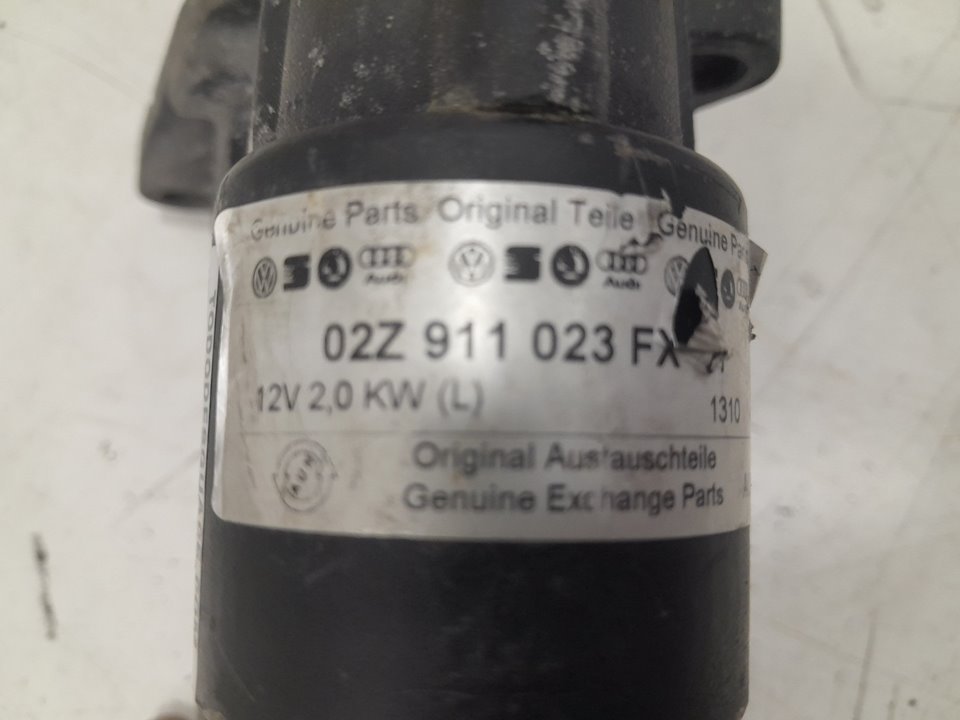 Genuine Parts Original Teile Genuine Parts
Audi Audi
02Z 911 023 FX
12V 2,0 KW (L)
1310
Original Austauschteile
Genuine Exchange Parts